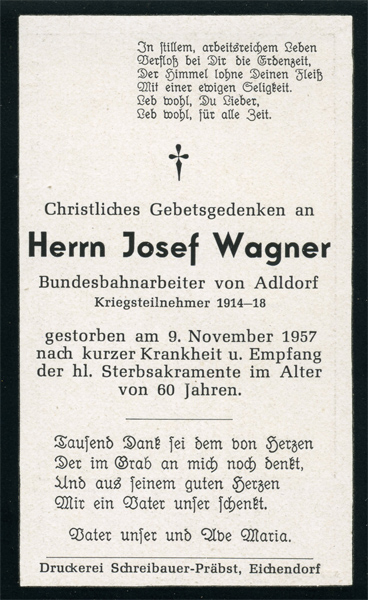 In stillem, arbeitsreichem Leben
Verfloß bei Dir die Erdenzeit,
Der Himmel lohne Deinen Fleiß
Mit einer ewigen Seligkeit.
Leb wohl, Du Lieber,
Leb wohl, für alle Zeit.
Christliches Gebetsgedenken an
Herrn Josef Wagner
Bundesbahnarbeiter von Adldorf
Kriegsteilnehmer 1914–18
gestorben am 9. November 1957
nach kurzer Krankheit u. Empfang
der hl. Sterbsakramente im Alter
von 60 Jahren.
Tausend Dank sei dem von Herzen
Der im Grab an mich noch denkt,
Und aus seinem guten Herzen
Mir ein Vater unser schenkt.
Vater unser und Ave Maria.
Druckerei Schreibauer-Präbst, Eichendorf